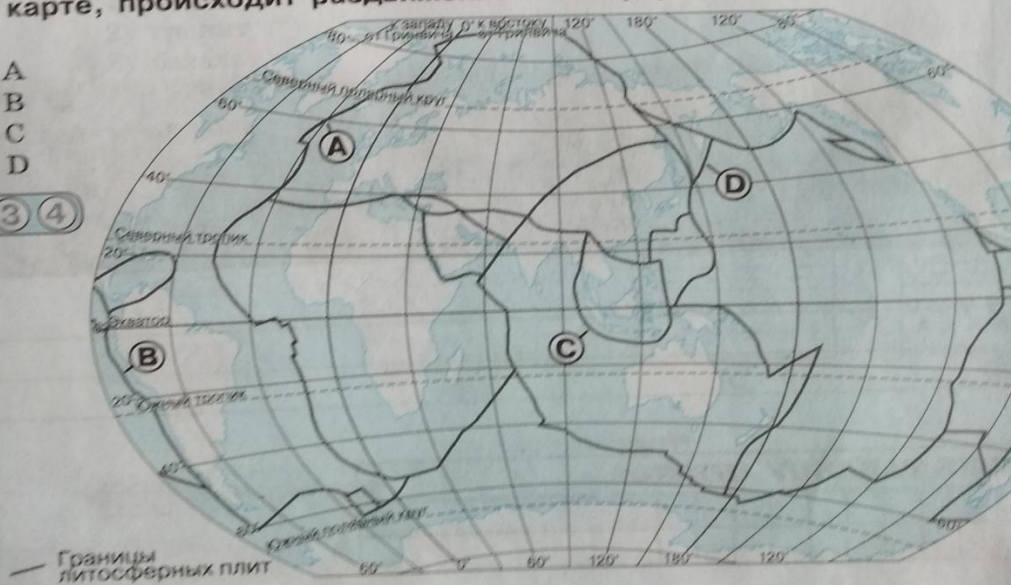 карте, происходит раздвижен
A
B
C
D
3 4
к западу 0° к востоку 120° 180° 120° 60°
от Гринвича от Гринвича
Северный полярный круг
60°
60°
A
40°
D
Северный тропик
20°
Экватор
B
C
20° Южный тропик
40°
Южный полярный круг
60°
60° 0° 60° 120° 180° 120°
Границы
литосферных плит